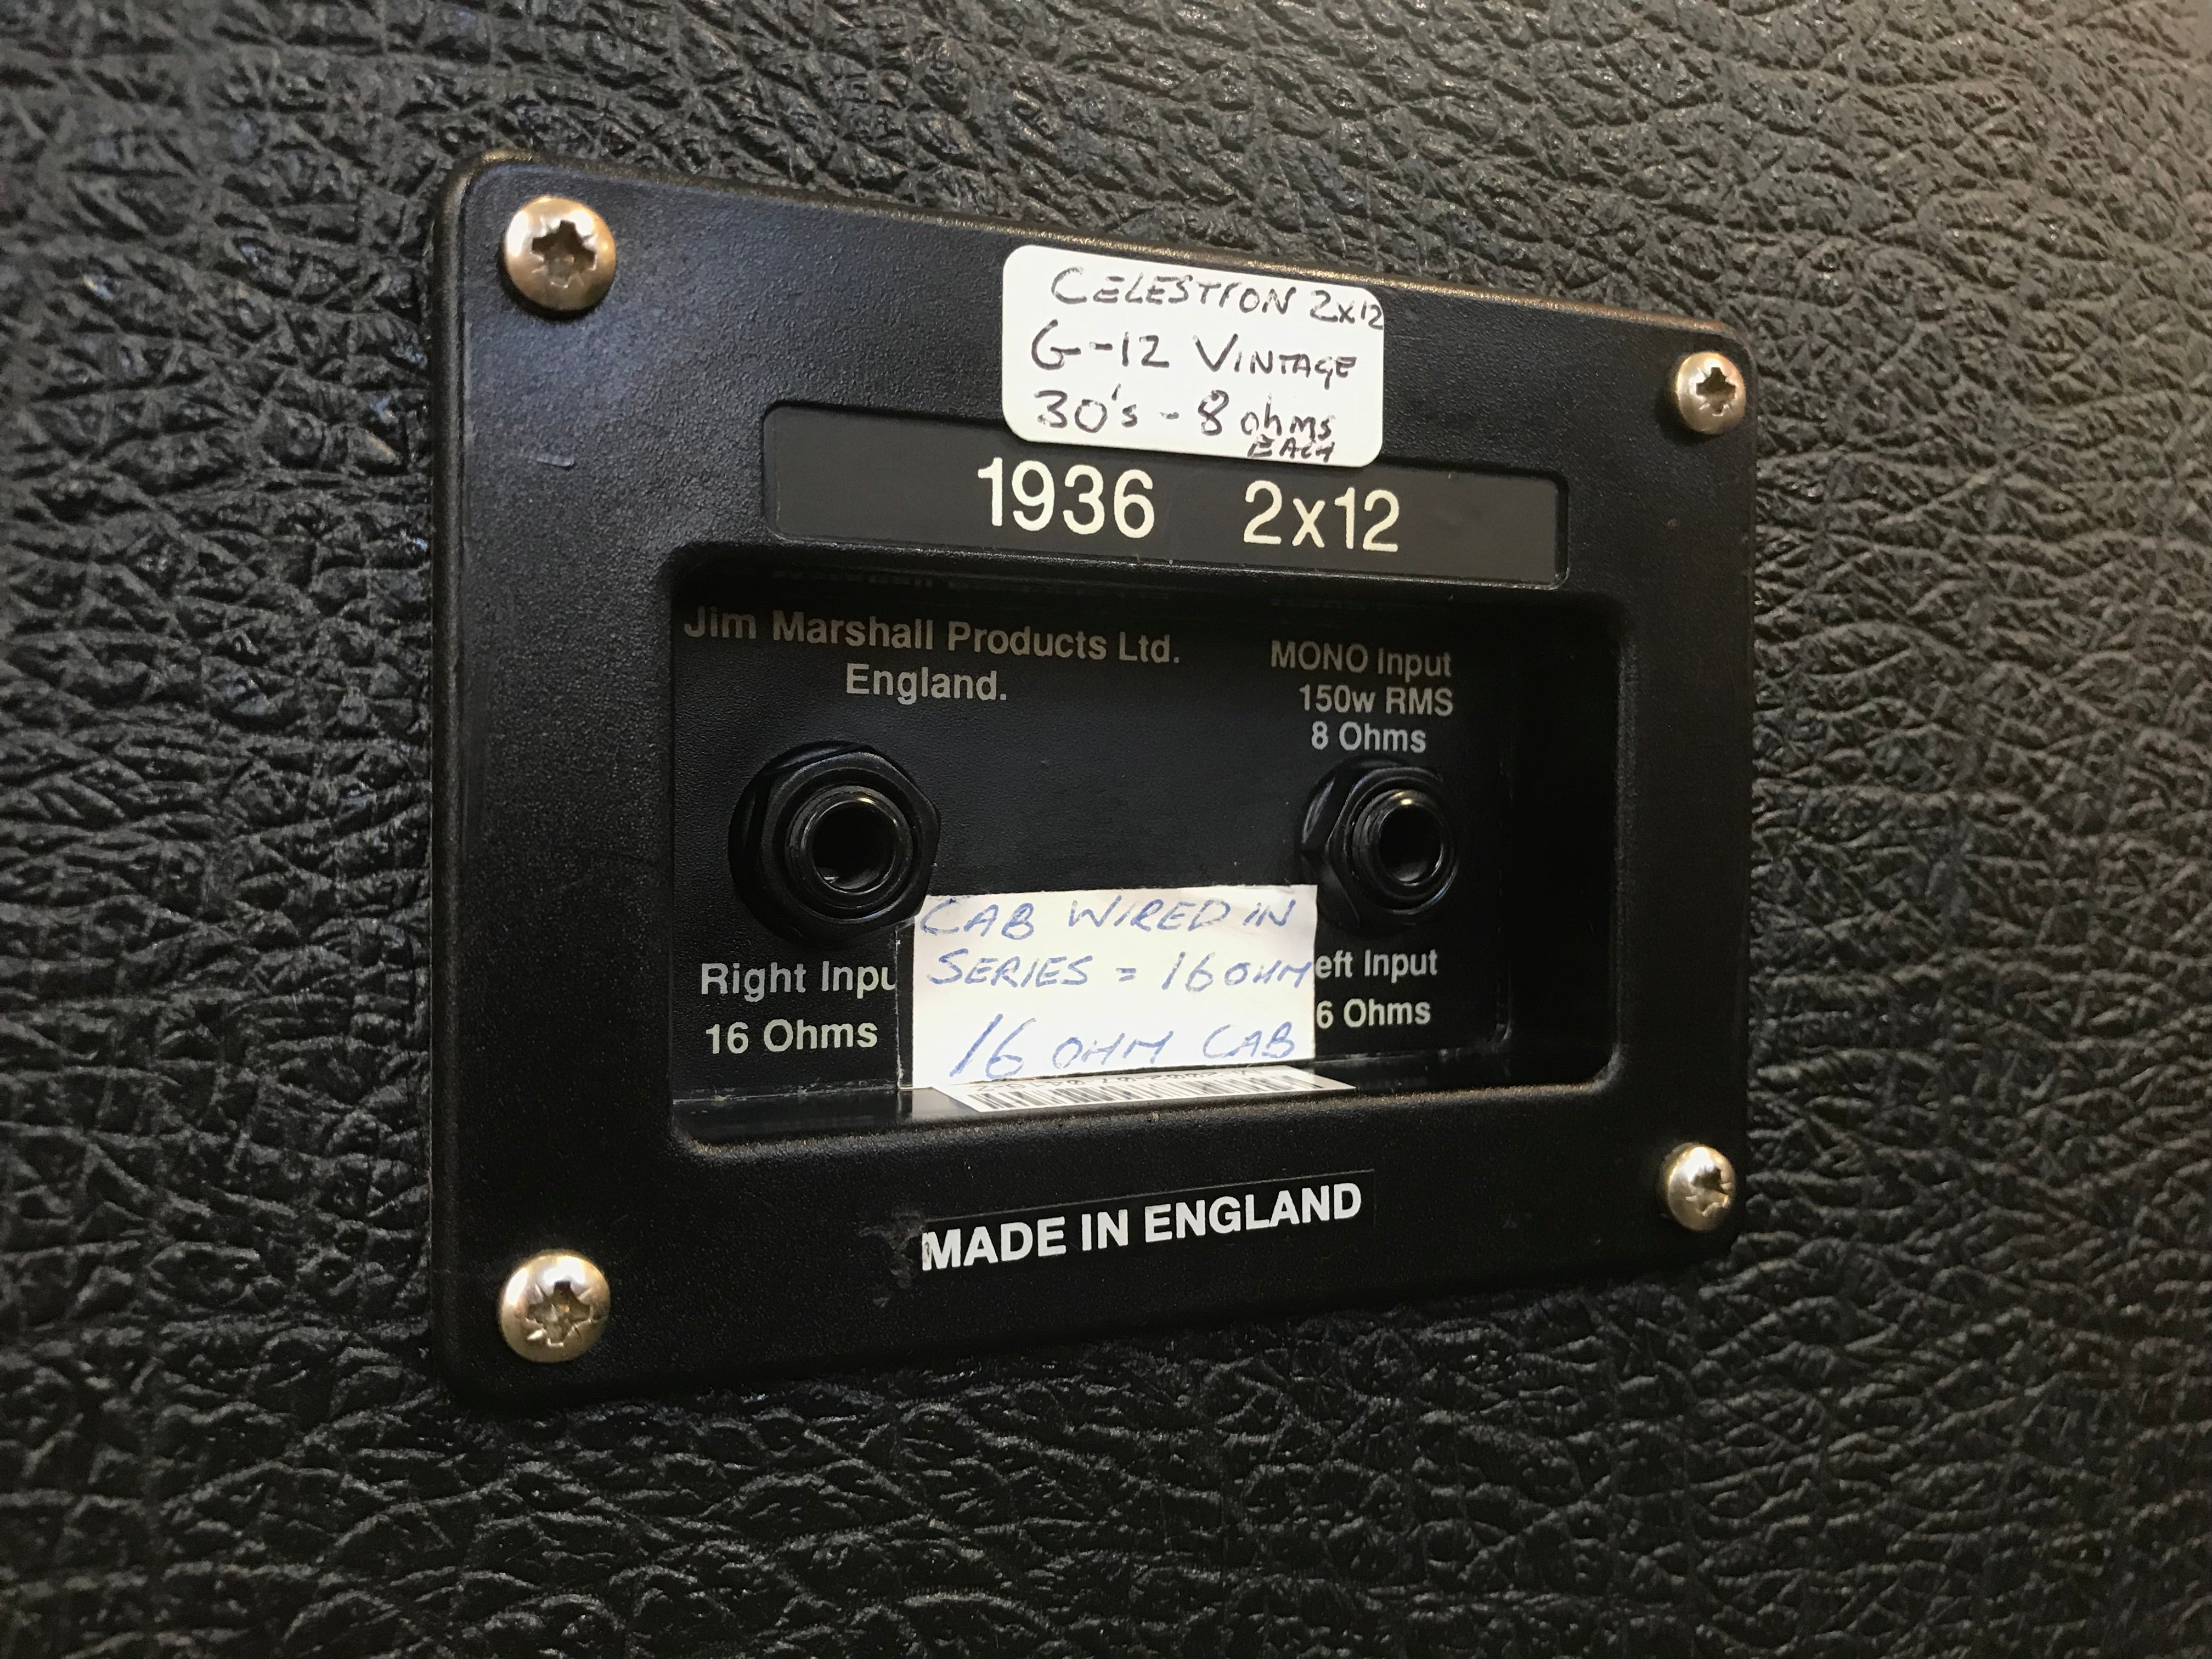 CELESTION 2x12
G-12 VINTAGE
30's - 8 ohms
EACH
1936 2x12
Jim Marshall Products Ltd.
England.
MONO Input
150w RMS
8 Ohms
CAB WIRED IN
SERIES = 16 OHM
16 OHM CAB
Right Inpu
16 Ohms
eft Input
6 Ohms
MADE IN ENGLAND